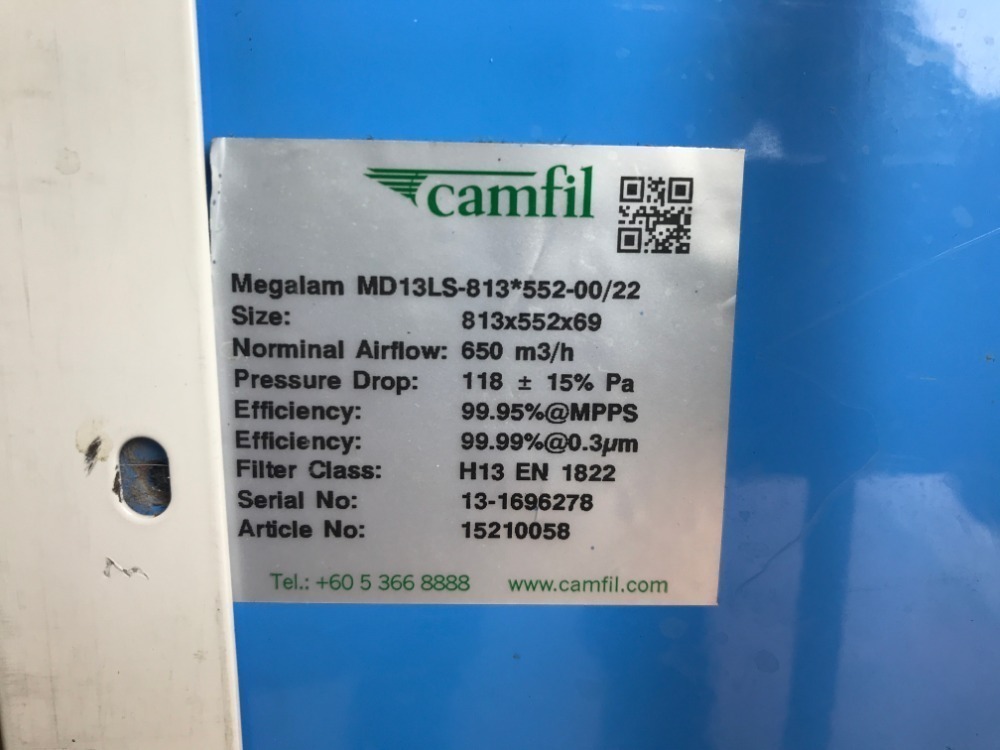 camfil
Megalam MD13LS-813*552-00/22
Size: 813x552x69
Norminal Airflow: 650 m3/h
Pressure Drop: 118 ± 15% Pa
Efficiency: 99.95%@MPPS
Efficiency: 99.99%@0.3µm
Filter Class: H13 EN 1822
Serial No: 13-1696278
Article No: 15210058
Tel.: +60 5 366 8888 www.camfil.com